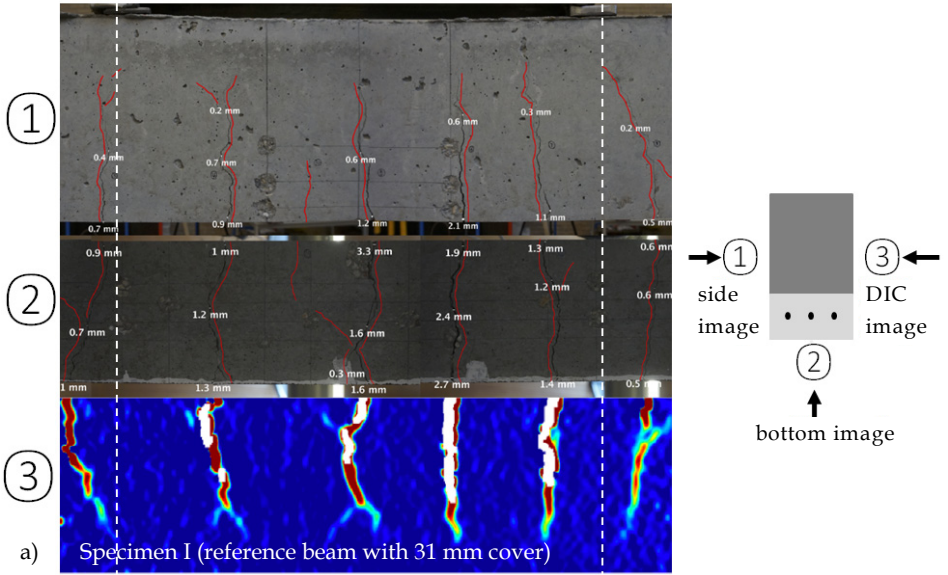 1
0.2 mm
0.6 mm
0.3 mm
0.2 mm
0.4 mm
0.7 mm
0.6 mm
0.7 mm
0.9 mm
1.2 mm
2.1 mm
1.1 mm
0.5 mm
2
0.9 mm
1 mm
3.3 mm
1.9 mm
1.3 mm
0.6 mm
1.2 mm
0.6 mm
0.7 mm
1.2 mm
2.4 mm
1.6 mm
0.3 mm
1 mm
1.3 mm
1.6 mm
2.7 mm
1.4 mm
0.5 mm
3
a) Specimen I (reference beam with 31 mm cover)
1
side
image
3
DIC
image
2
bottom image